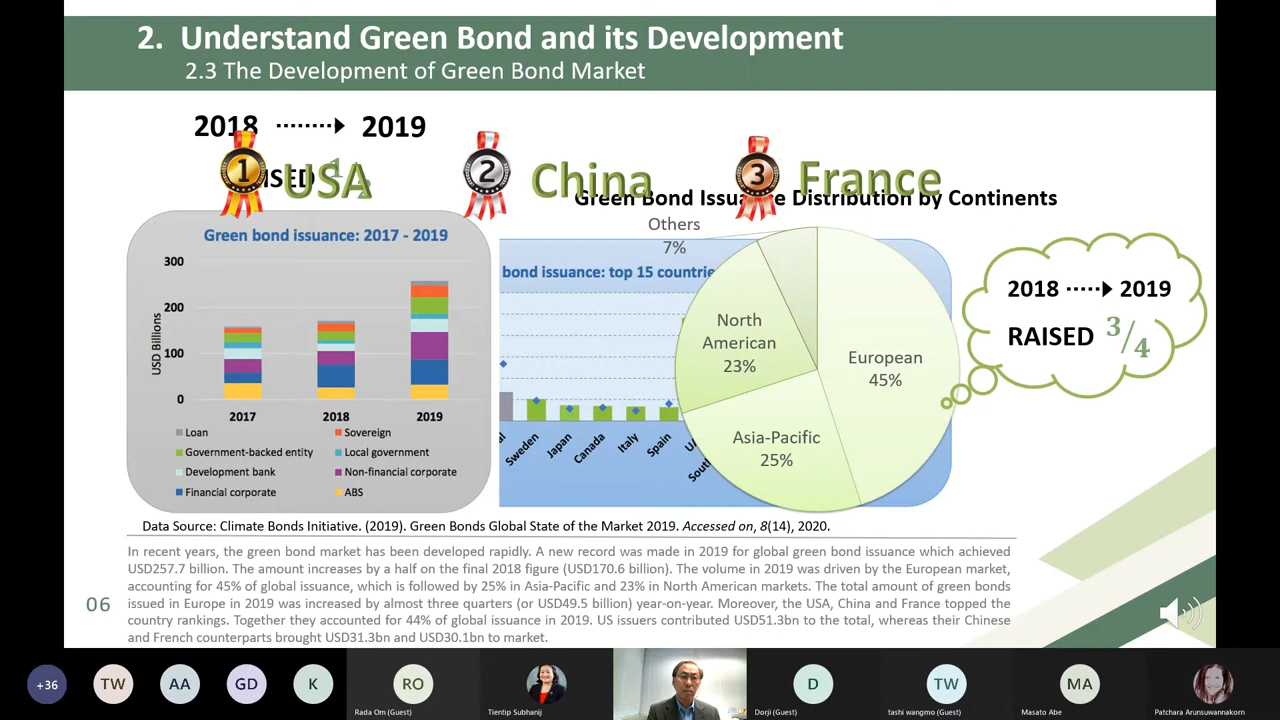 2. Understand Green Bond and its Development
2.3 The Development of Green Bond Market
2018 2019
1 USA 2 China 3 France
Distribution by Continents
Green bond issuance: 2017 - 2019
300
200
100
0
USD Billions
2017 2018 2019
Loan Sovereign
Government-backed entity Local government
Development bank Non-financial corporate
Financial corporate ABS
bond issuance: top 15
Sweden Japan Canada Italy Spain
Others
7%
North
American
23%
European
45%
Asia-Pacific
25%
2018 2019
RAISED 3/4
Data Source: Climate Bonds Initiative. (2019). Green Bonds Global State of the Market 2019. Accessed on, 8(14), 2020.
In recent years, the green bond market has been developed rapidly. A new record was made in 2019 for global green bond issuance which achieved
USD257.7 billion. The amount increases by a half on the final 2018 figure (USD170.6 billion). The volume in 2019 was driven by the European market,
accounting for 45% of global issuance, which is followed by 25% in Asia-Pacific and 23% in North American markets. The total amount of green bonds
issued in Europe in 2019 was increased by almost three quarters (or USD49.5 billion) year-on-year. Moreover, the USA, China and France topped the
country rankings. Together they accounted for 44% of global issuance in 2019. US issuers contributed USD51.3bn to the total, whereas their Chinese
and French counterparts brought USD31.3bn and USD30.1bn to market.
06
+36 TW AA GD K RO D TW MA
Rada Om (Guest) Tientip Subhanij Dorji (Guest) tashi wangmo (Guest) Masato Abe Patchara Arunsuwannakorn